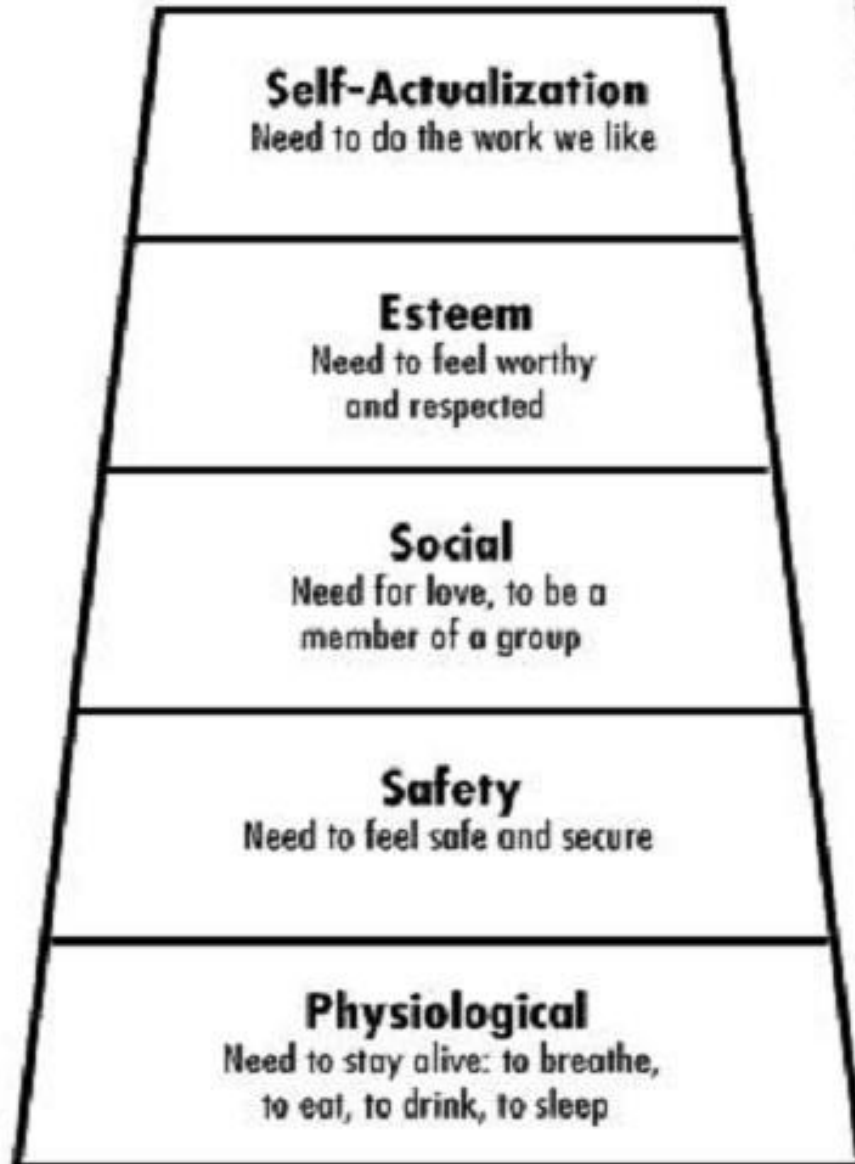 Self-Actualization
Need to do the work we like
Esteem
Need to feel worthy
and respected
Social
Need for love, to be a
member of a group
Safety
Need to feel safe and secure
Physiological
Need to stay alive: to breathe,
to eat, to drink, to sleep